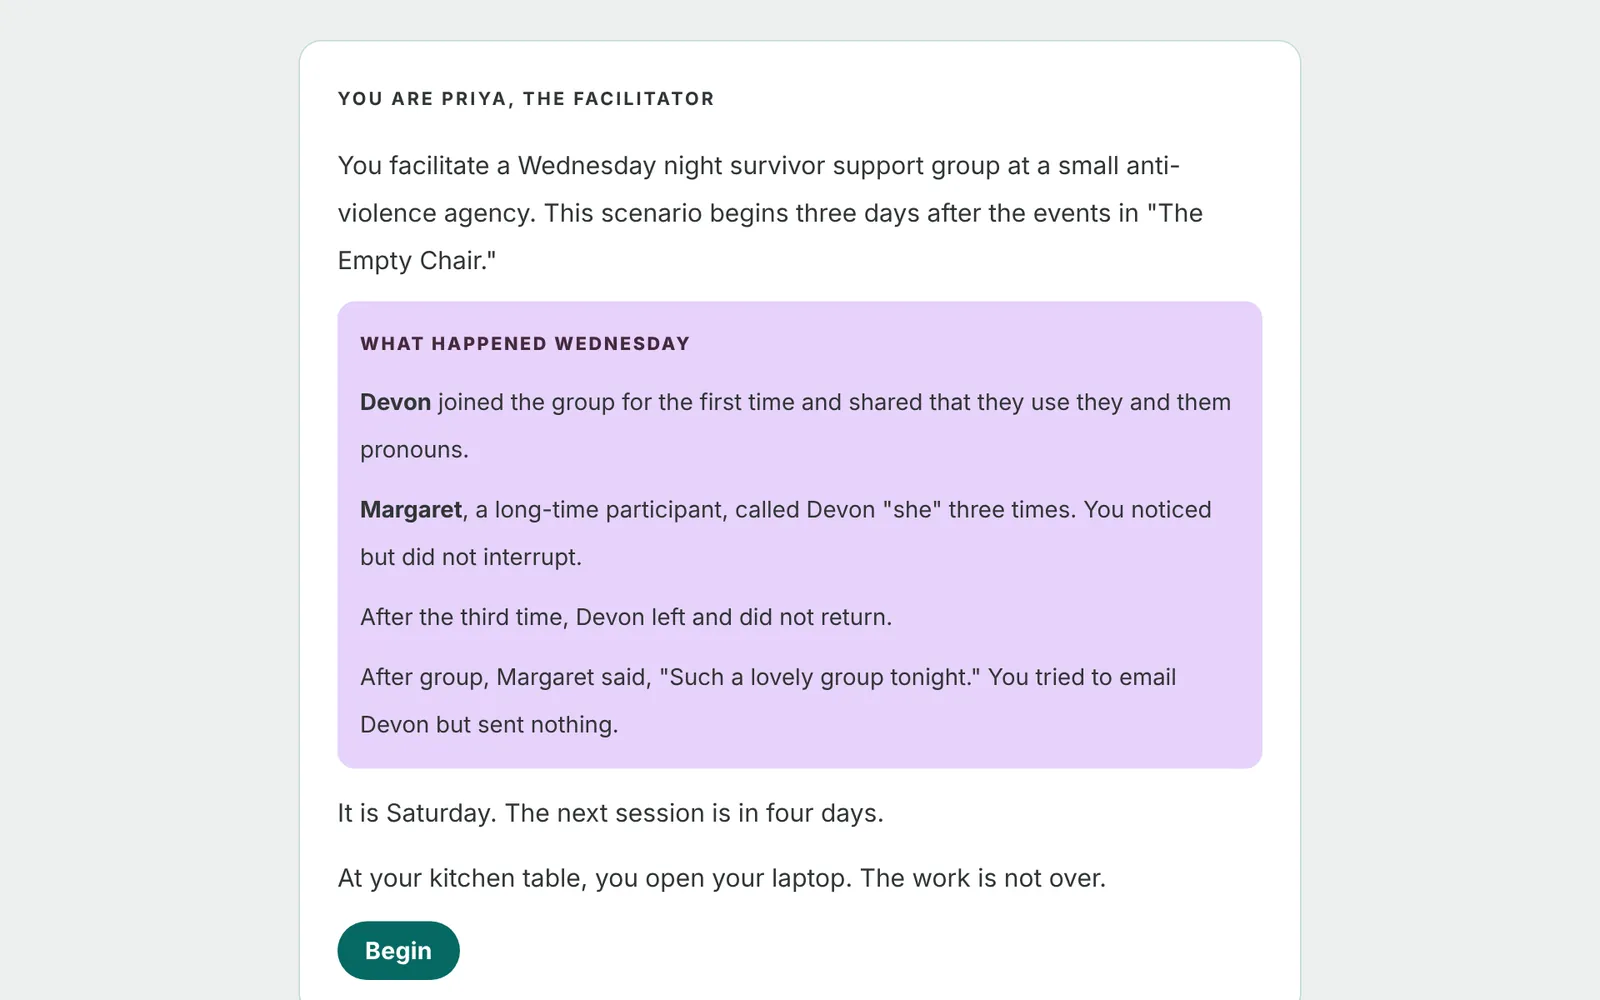 YOU ARE PRIYA, THE FACILITATOR
You facilitate a Wednesday night survivor support group at a small anti-
violence agency. This scenario begins three days after the events in "The
Empty Chair."
WHAT HAPPENED WEDNESDAY
Devon joined the group for the first time and shared that they use they and them
pronouns.
Margaret, a long-time participant, called Devon "she" three times. You noticed
but did not interrupt.
After the third time, Devon left and did not return.
After group, Margaret said, "Such a lovely group tonight." You tried to email
Devon but sent nothing.
It is Saturday. The next session is in four days.
At your kitchen table, you open your laptop. The work is not over.
Begin